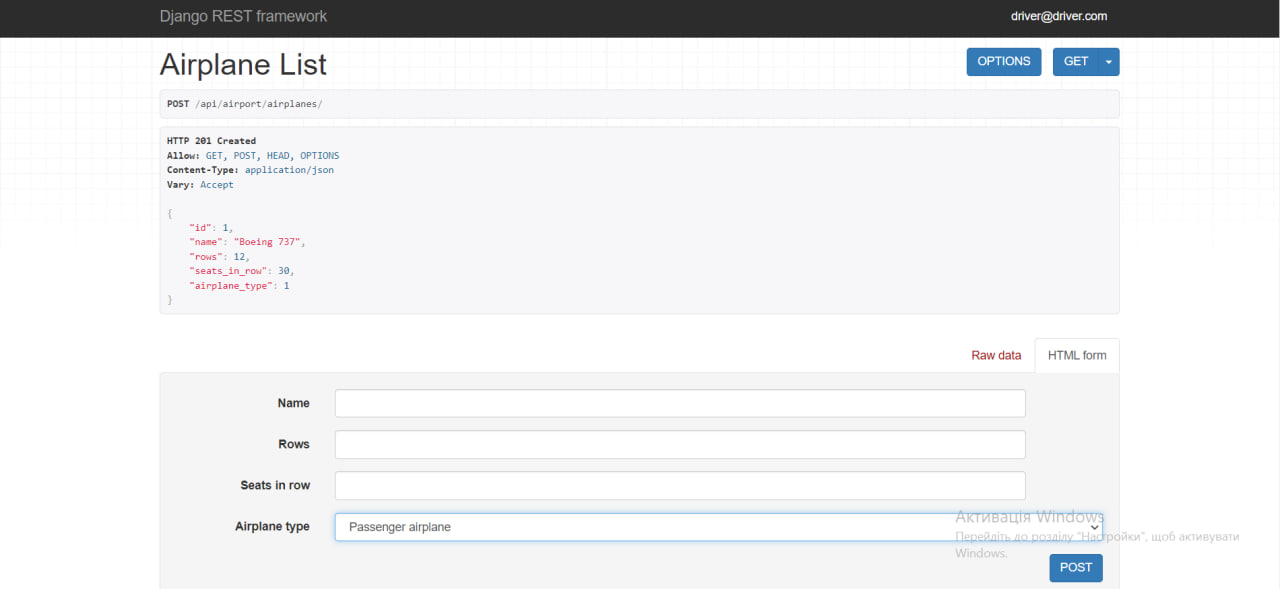 Django REST framework
driver@driver.com
Airplane List
OPTIONS
GET
POST /api/airport/airplanes/
HTTP 201 Created
Allow: GET, POST, HEAD, OPTIONS
Content-Type: application/json
Vary: Accept
{
"id": 1,
"name": "Boeing 737",
"rows": 12,
"seats_in_row": 30,
"airplane_type": 1
}
Raw data
HTML form
Name
Rows
Seats in row
Airplane type
Passenger airplane
Активація Windows
Перейдіть до розділу "Настройки", щоб активувати
Windows.
POST